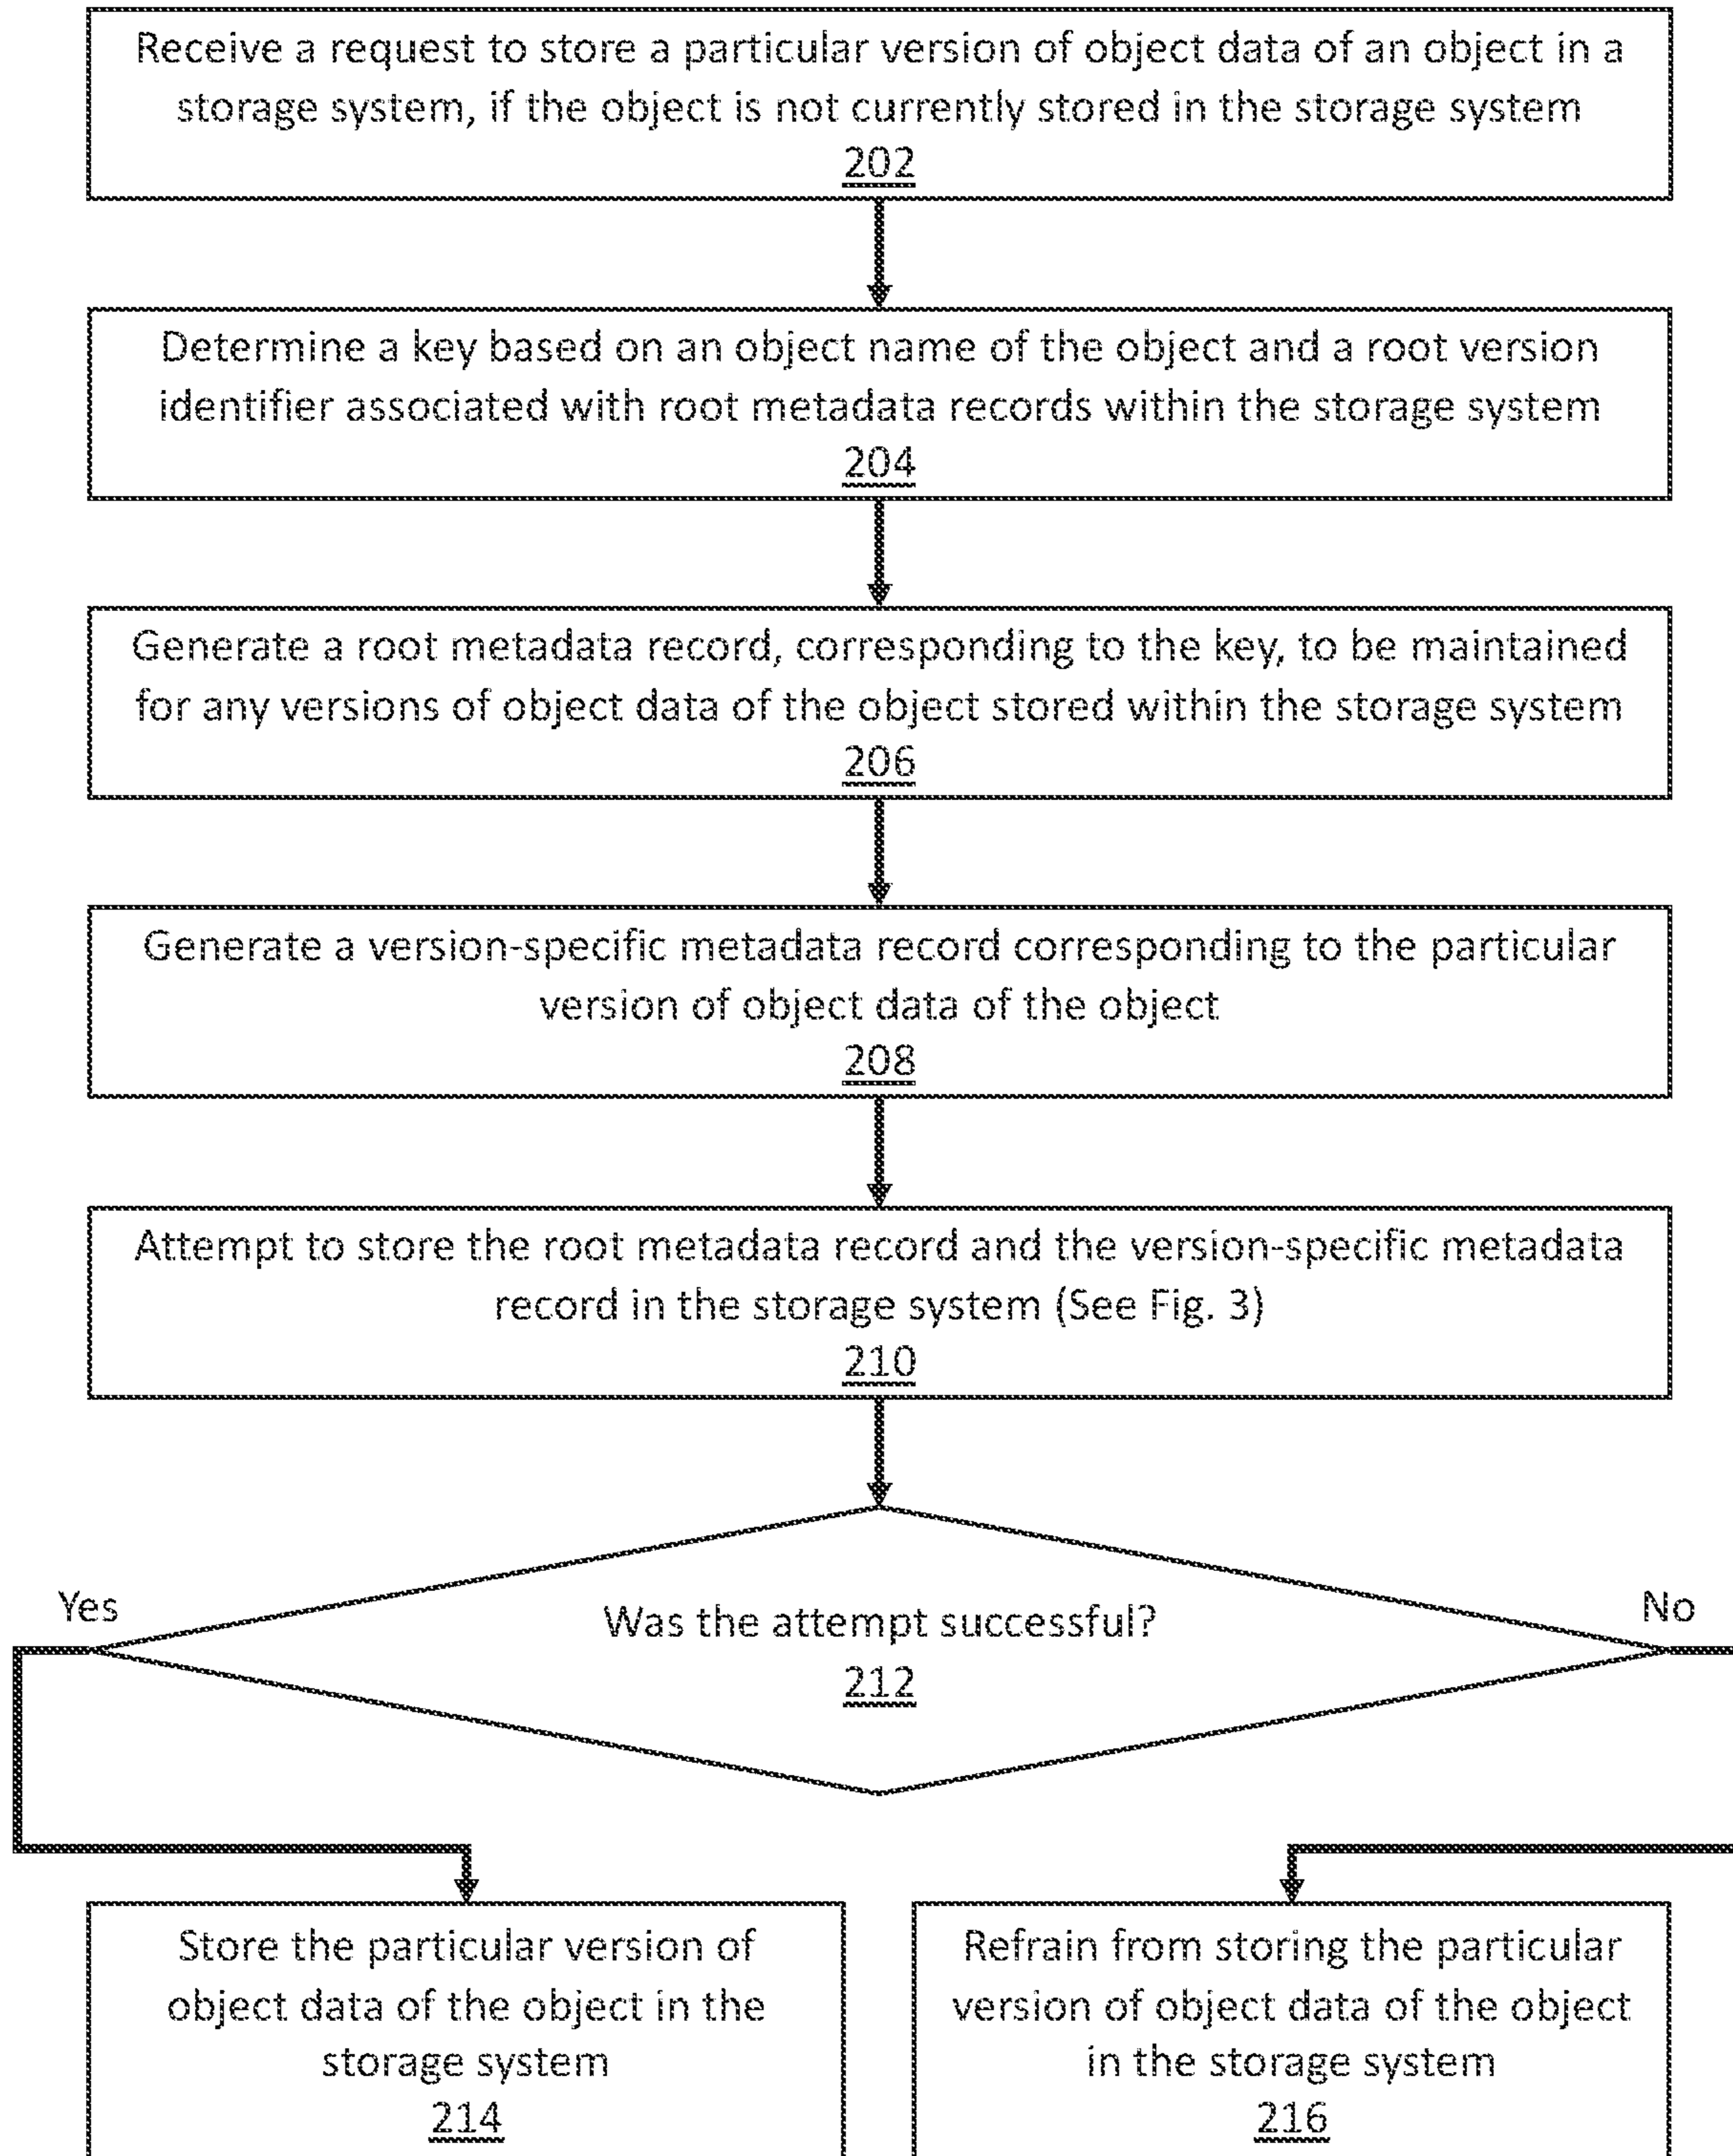 Receive a request to store a particular version of object data of an object in a
storage system, if the object is not currently stored in the storage system
202
Determine a key based on an object name of the object and a root version
identifier associated with root metadata records within the storage system
204
Generate a root metadata record, corresponding to the key, to be maintained
for any versions of object data of the object stored within the storage system
206
Generate a version-specific metadata record corresponding to the particular
version of object data of the object
208
Attempt to store the root metadata record and the version-specific metadata
record in the storage system (See Fig. 3)
210
Yes
No
Was the attempt successful?
212
Store the particular version of
object data of the object in the
storage system
214
Refrain from storing the particular
version of object data of the object
in the storage system
216